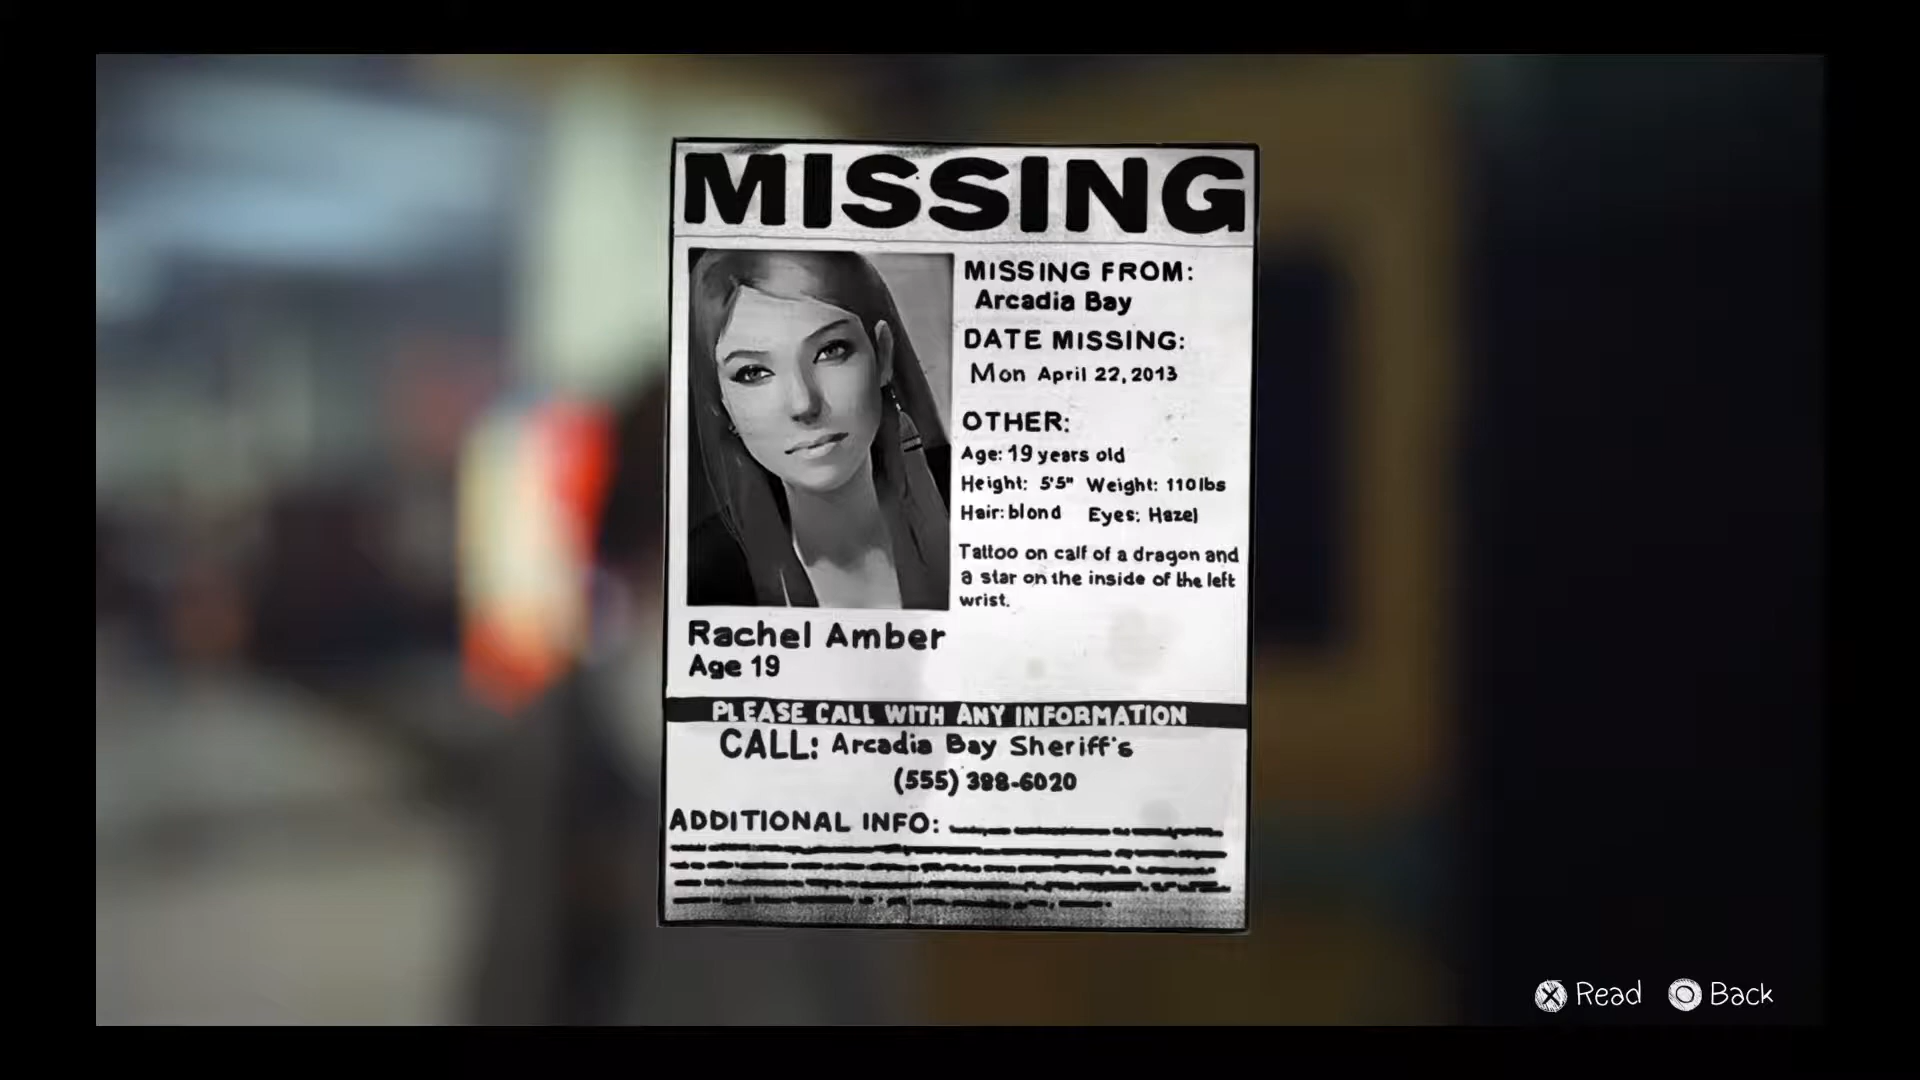 MISSING
MISSING FROM:
Arcadia Bay
DATE MISSING:
Mon April 22, 2013
OTHER:
Age: 19 years old
Height: 5'5" Weight: 110 lbs
Hair: blond Eyes: Hazel
Tattoo on calf of a dragon and
a star on the inside of the left
wrist.
Rachel Amber
Age 19
PLEASE CALL WITH ANY INFORMATION
CALL: Arcadia Bay Sheriff's
(555) 388-6020
ADDITIONAL INFO:
Read Back